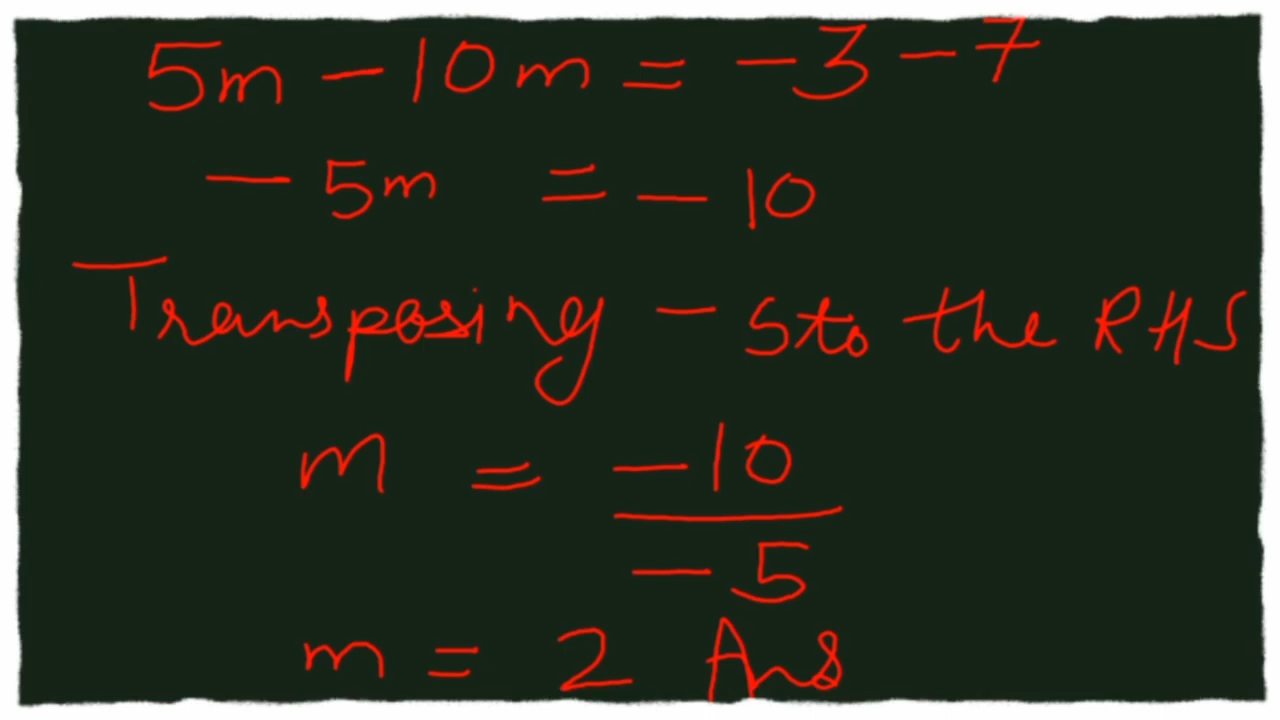 5m - 10m = -3 - 7
- 5m = - 10
Transposing - 5 to the RHS
m = -10
- 5
m = 2 Ans